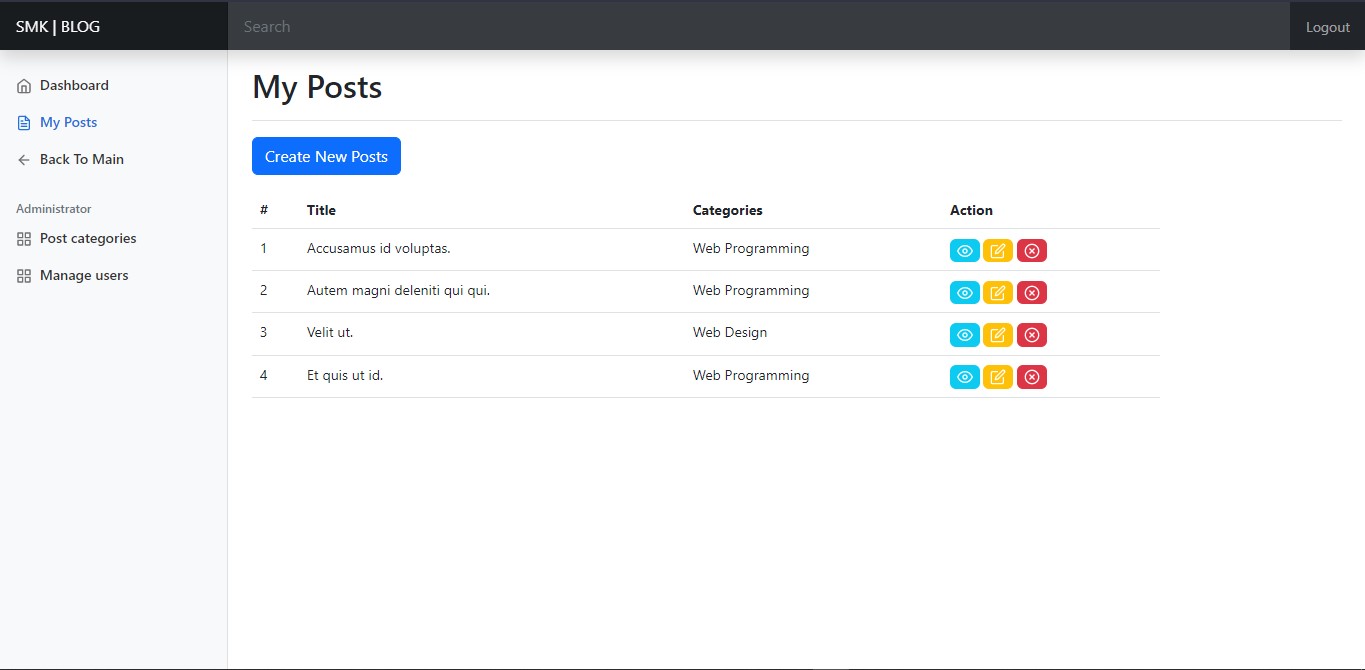 SMK | BLOG
Search
Logout
Dashboard
My Posts
Back To Main
Administrator
Post categories
Manage users
My Posts
Create New Posts
# Title Categories Action
1 Accusamus id voluptas. Web Programming
2 Autem magni deleniti qui qui. Web Programming
3 Velit ut. Web Design
4 Et quis ut id. Web Programming